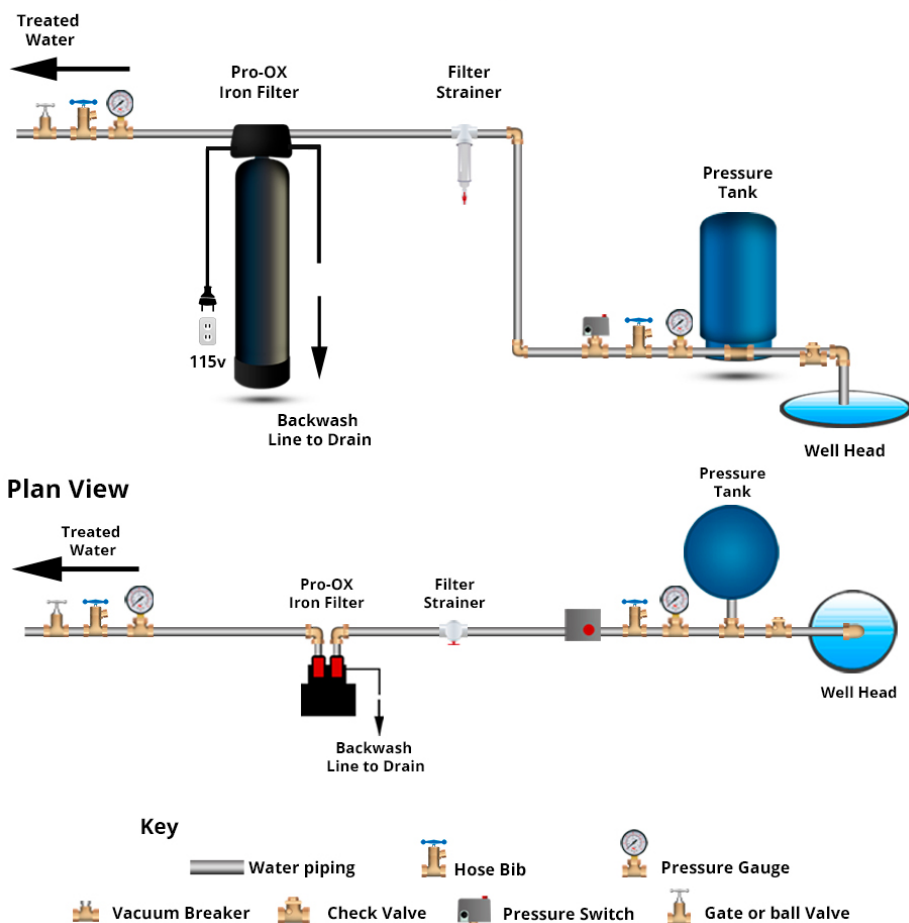 Treated
Water
Pro-OX
Iron Filter
Filter
Strainer
Pressure
Tank
115v
Backwash
Line to Drain
Well Head
Plan View
Pressure
Tank
Treated
Water
Pro-OX
Iron Filter
Filter
Strainer
Well Head
Backwash
Line to Drain
Key
Water piping
Hose Bib
Pressure Gauge
Vacuum Breaker
Check Valve
Pressure Switch
Gate or ball Valve